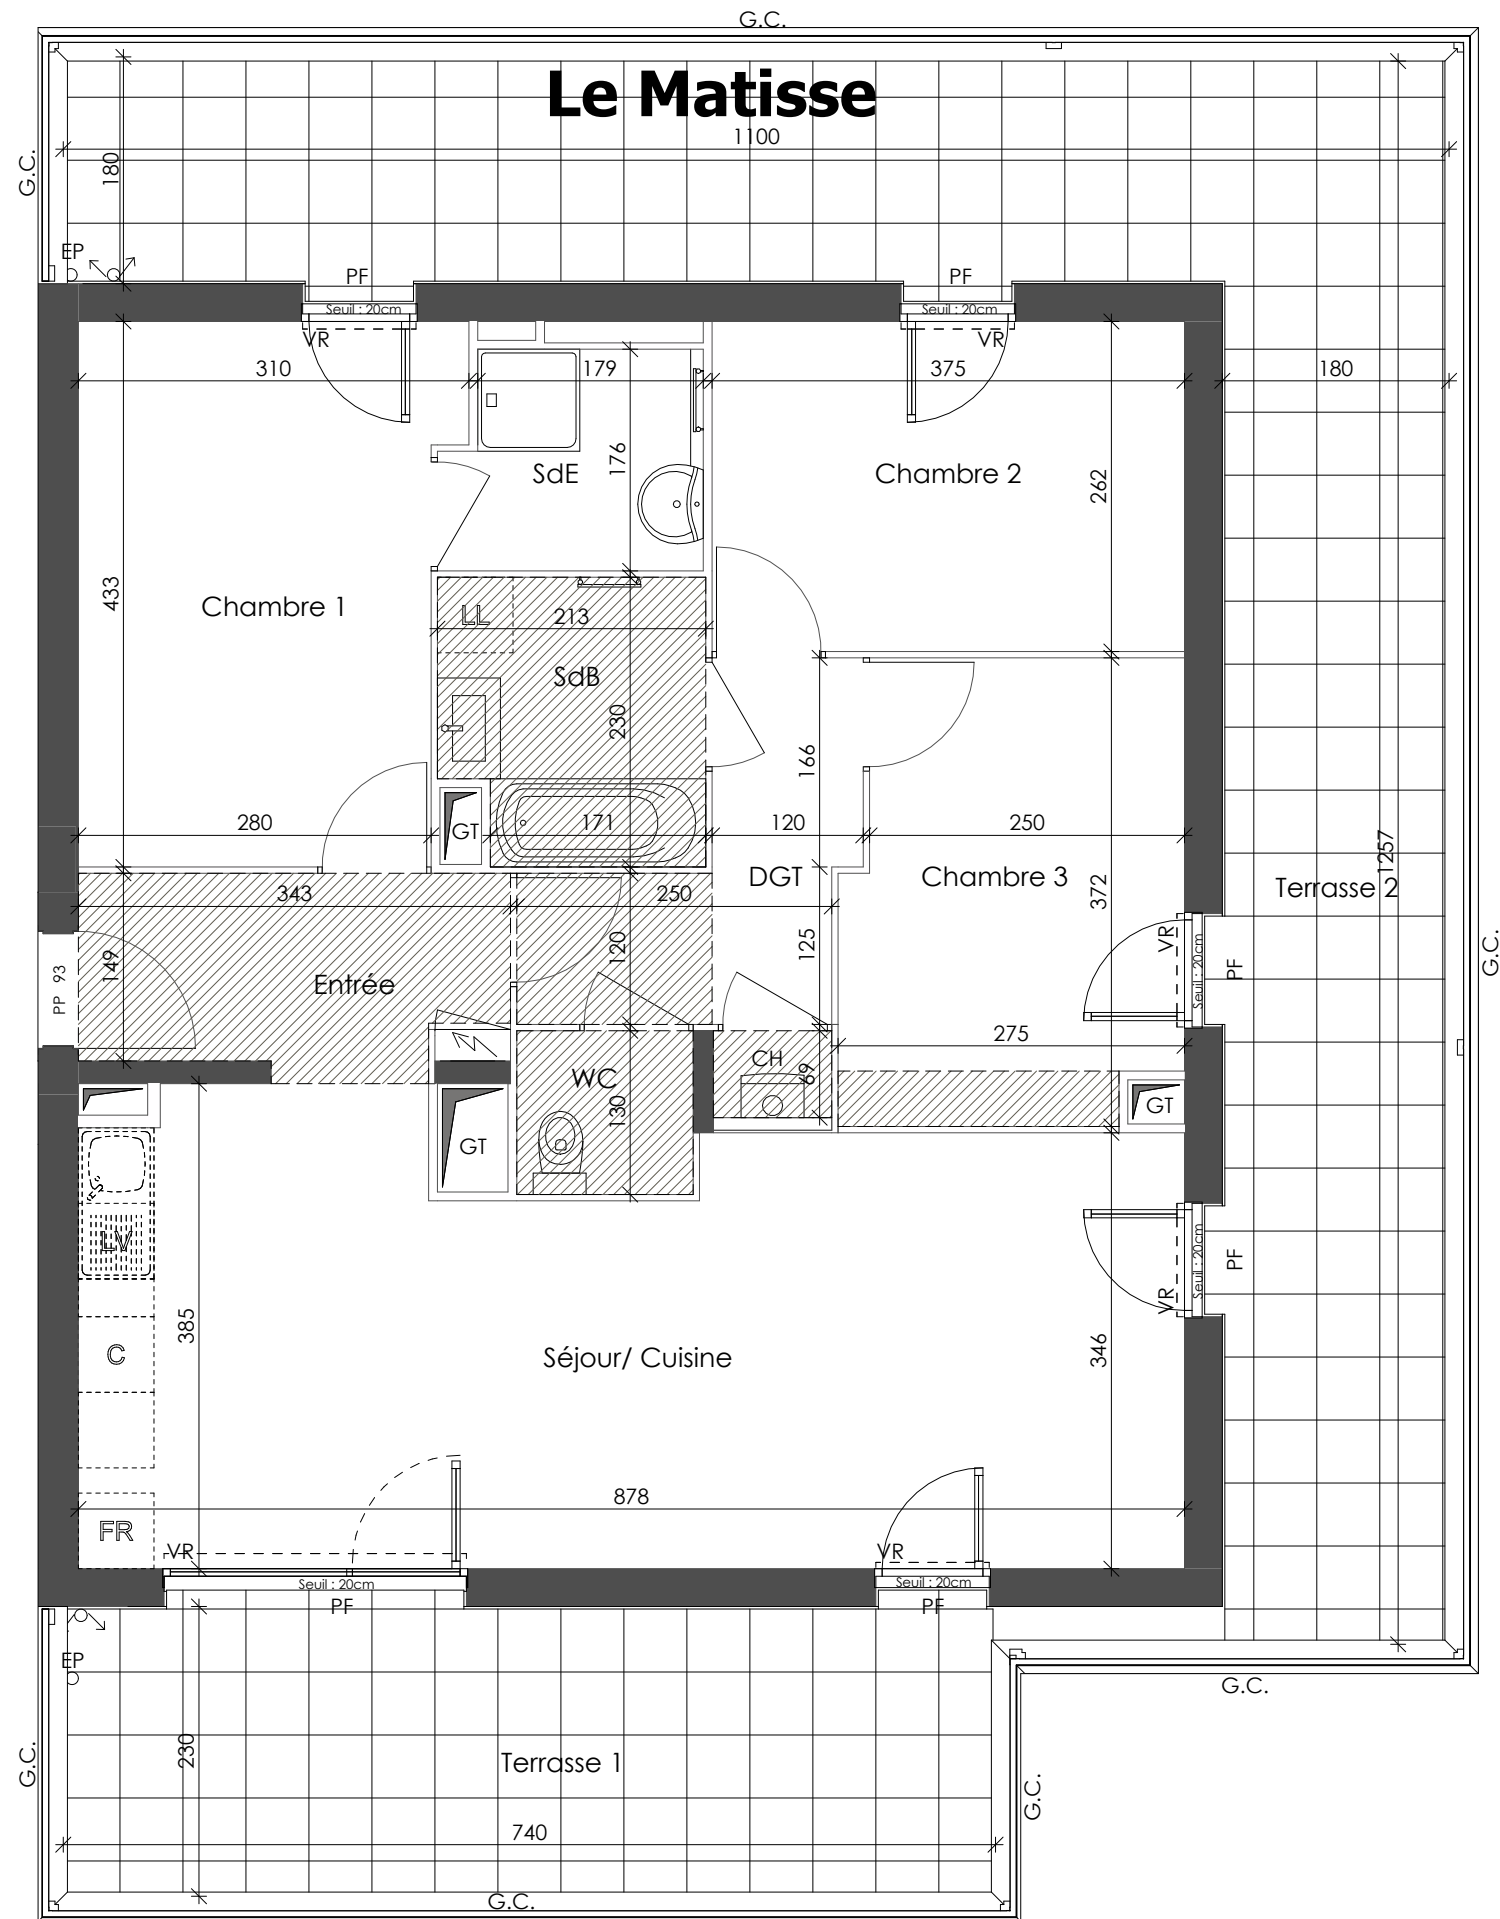 G.C.
Le Matisse
1100
G.C.
180
EP
PF
PF
Seuil : 20cm
Seuil : 20cm
VR
VR
310
179
375
180
176
SdE
Chambre 2
262
433
Chambre 1
LL
213
SdB
230
166
280
GT
171
120
250
1257
DGT
Chambre 3
372
Terrasse 2
343
250
149
120
125
VR
Seuil : 20cm
PF
G.C.
PP 93
Entrée
275
WC
CH
69
130
GT
GT
LV
Seuil : 20cm
PF
VR
385
C
Séjour/ Cuisine
346
878
FR
VR
VR
Seuil : 20cm
Seuil : 20cm
PF
PF
EP
G.C.
230
Terrasse 1
G.C.
G.C.
740
G.C.